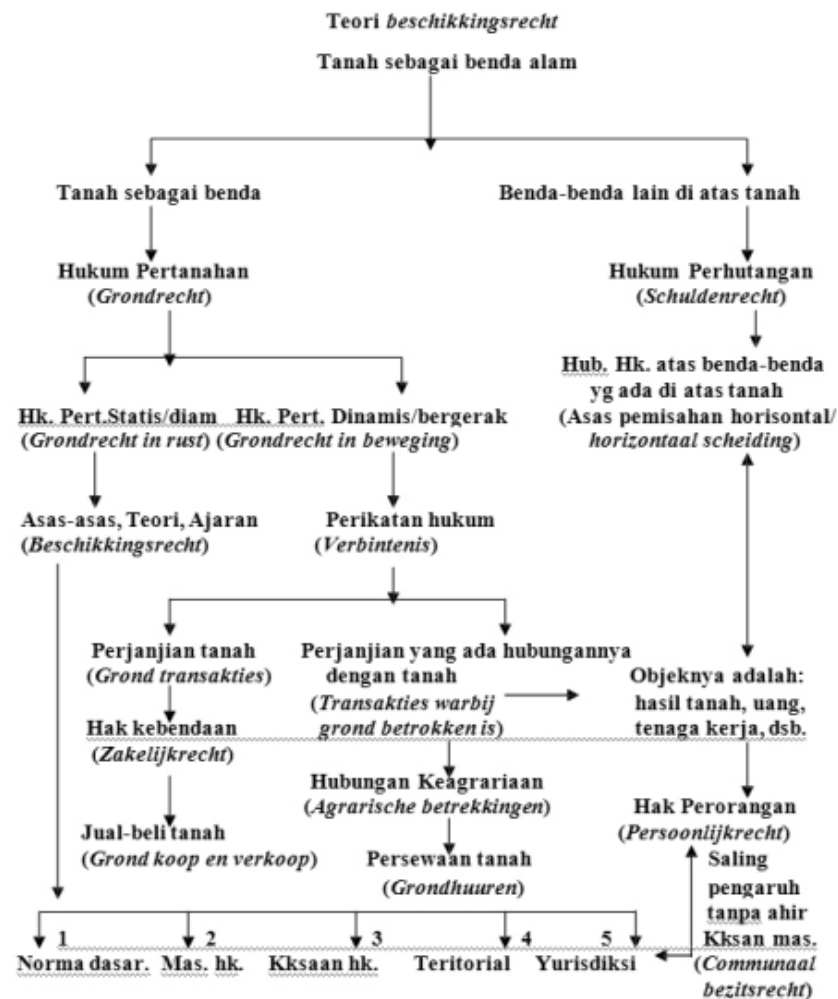 Teori beschikkingsrecht
Tanah sebagai benda alam
Tanah sebagai benda
Benda-benda lain di atas tanah
Hukum Pertanahan
(Grondrecht)
Hukum Perhutangan
(Schuldenrecht)
Hub. Hk. atas benda-benda
yg ada di atas tanah
(Asas pemisahan horisontal/
horizontaal scheiding)
Hk. Pert.Statis/diam
(Grondrecht in rust)
Hk. Pert. Dinamis/bergerak
(Grondrecht in beweging)
Asas-asas, Teori, Ajaran
(Beschikkingsrecht)
Perikatan hukum
(Verbintenis)
Perjanjian tanah
(Grond transakties)
Perjanjian yang ada hubungannya
dengan tanah
(Transakties warbij
grond betrokken is)
Objeknya adalah:
hasil tanah, uang,
tenaga kerja, dsb.
Hak kebendaan
(Zakelijkrecht)
Hubungan Keagrariaan
(Agrarische betrekkingen)
Hak Perorangan
(Persoonlijkrecht)
Jual-beli tanah
(Grond koop en verkoop)
Persewaan tanah
(Grondhuuren)
Saling
pengaruh
tanpa ahir
Kksan mas.
(Communaal
bezitsrecht)
1 2 3 4 5
Norma dasar. Mas. hk. Kksaan hk. Teritorial Yurisdiksi